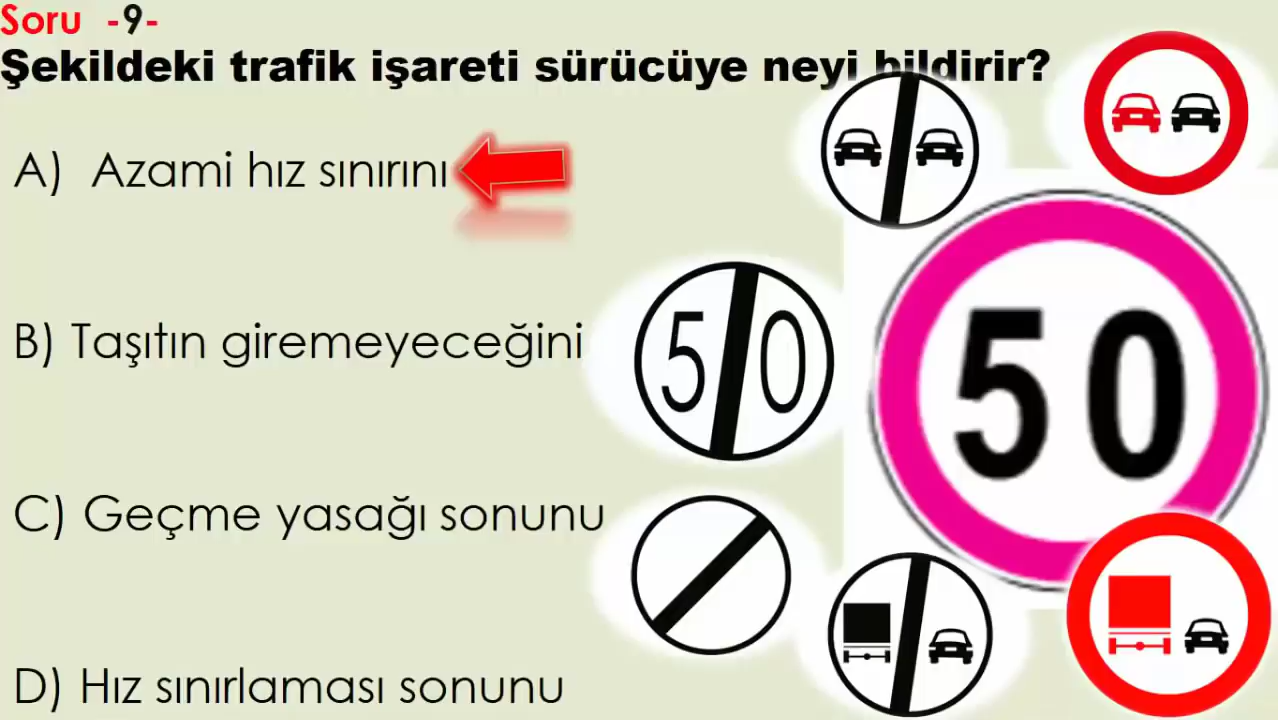 Soru -9-
Şekildeki trafik işareti sürücüye neyi bildirir?
A) Azami hız sınırını
B) Taşıtın giremeyeceğini
C) Geçme yasağı sonunu
D) Hız sınırlaması sonunu
50
50